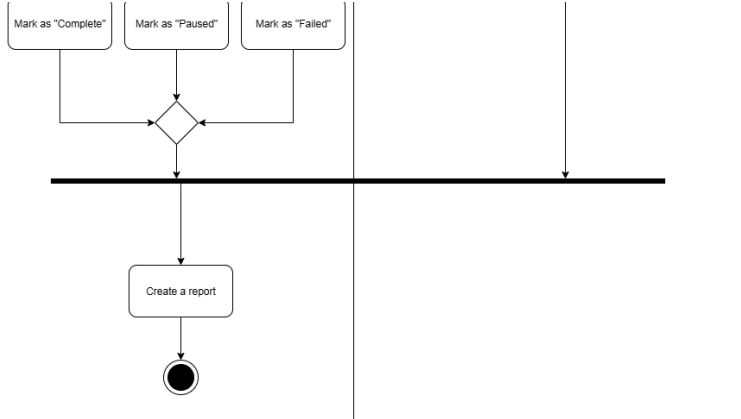 Mark as "Complete"
Mark as "Paused"
Mark as "Failed"
Create a report